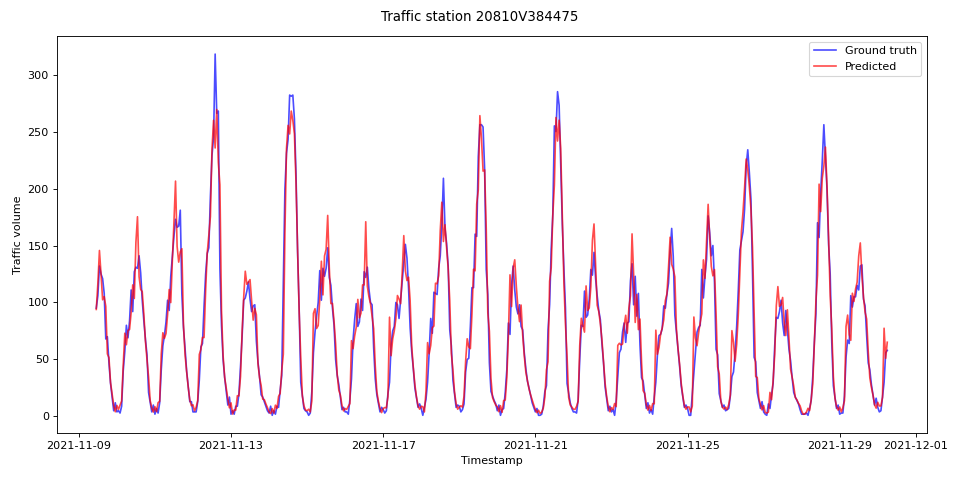 Traffic station 20810V384475
Ground truth
Predicted
Traffic volume
300
250
200
150
100
50
0
2021-11-09
2021-11-13
2021-11-17
2021-11-21
2021-11-25
2021-11-29
2021-12-01
Timestamp